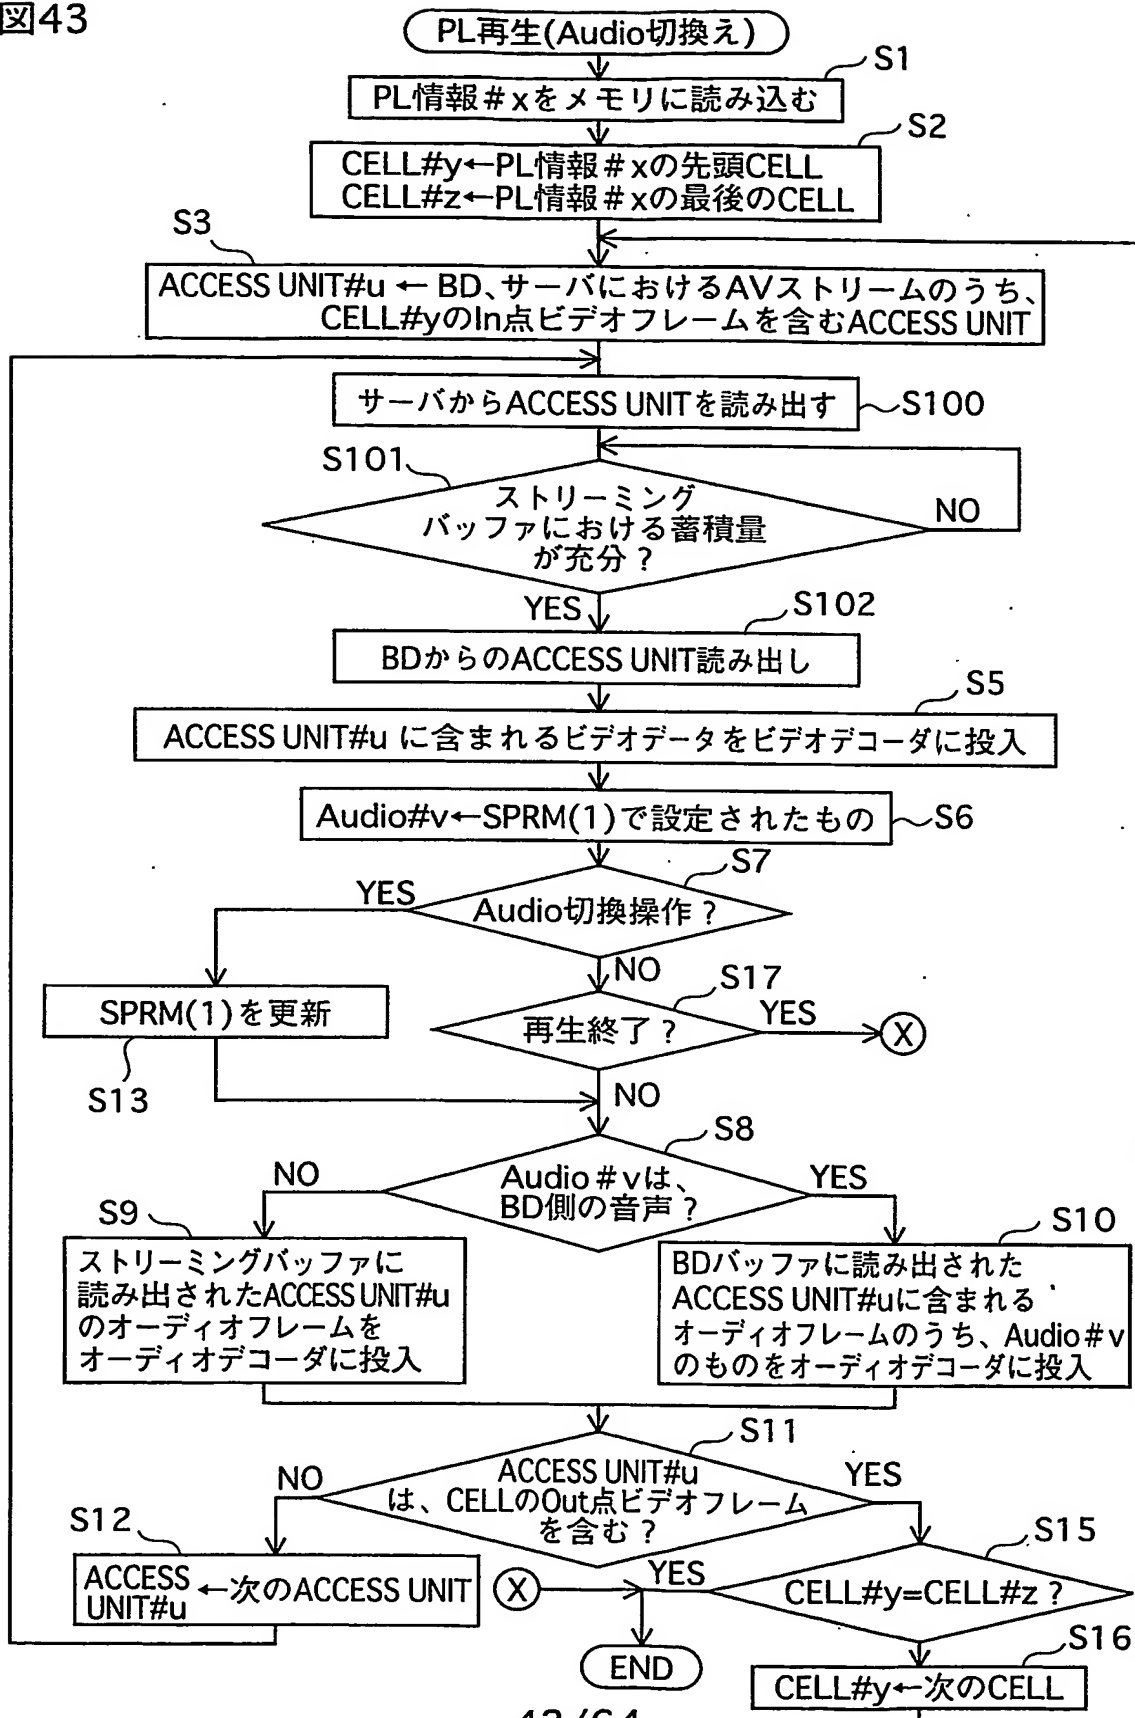 図43
PL再生(Audio切換え)
S1
PL情報#xをメモリに読み込む
S2
CELL#y←PL情報#xの先頭CELL
CELL#z←PL情報#xの最後のCELL
S3
ACCESS UNIT#u ← BD、サーバにおけるAVストリームのうち、
CELL#yのIn点ビデオフレームを含むACCESS UNIT
サーバからACCESS UNITを読み出す
S100
S101
ストリーミング
バッファにおける蓄積量
が充分?
NO
YES
S102
BDからのACCESS UNIT読み出し
S5
ACCESS UNIT#u に含まれるビデオデータをビデオデコーダに投入
Audio#v←SPRM(1)で設定されたもの
S6
S7
YES
Audio切換操作?
NO
S17
SPRM(1)を更新
再生終了?
YES
X
S13
NO
S8
NO
Audio#vは、
BD側の音声?
YES
S9
ストリーミングバッファに
読み出されたACCESS UNIT#u
のオーディオフレームを
オーディオデコーダに投入
S10
BDバッファに読み出された
ACCESS UNIT#uに含まれる
オーディオフレームのうち、Audio#v
のものをオーディオデコーダに投入
S11
NO
ACCESS UNIT#u
は、CELLのOut点ビデオフレーム
を含む?
YES
S12
ACCESS
UNIT#u
←次のACCESS UNIT
X
YES
S15
CELL#y=CELL#z?
END
S16
CELL#y←次のCELL